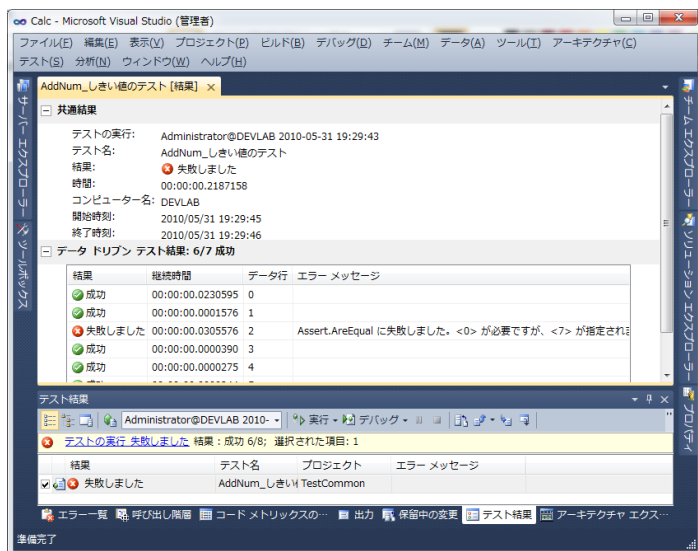 Calc - Microsoft Visual Studio (管理者)
ファイル(F) 編集(E) 表示(V) プロジェクト(P) ビルド(B) デバッグ(D) チーム(M) データ(A) ツール(T) アーキテクチャ(C)
テスト(S) 分析(N) ウィンドウ(W) ヘルプ(H)
サーバー エクスプローラー
ツールボックス
AddNum_しきい値のテスト [結果]
共通結果
テストの実行: Administrator@DEVLAB 2010-05-31 19:29:43
テスト名: AddNum_しきい値のテスト
結果: 失敗しました
時間: 00:00:00.2187158
コンピューター名: DEVLAB
開始時刻: 2010/05/31 19:29:45
終了時刻: 2010/05/31 19:29:46
データ ドリブン テスト結果: 6/7 成功
結果 継続時間 データ行 エラー メッセージ
成功 00:00:00.0230595 0
成功 00:00:00.0001576 1
失敗しました 00:00:00.0305576 2 Assert.AreEqual に失敗しました。<0> が必要ですが、<7> が指定されま
成功 00:00:00.0000390 3
成功 00:00:00.0000275 4
チーム エクスプローラー
ソリューション エクスプローラー
プロパティ
テスト結果
Administrator@DEVLAB 2010- 実行 デバッグ
テストの実行 失敗しました 結果 : 成功 6/8; 選択された項目: 1
結果 テスト名 プロジェクト エラー メッセージ
失敗しました AddNum_しきい TestCommon
エラー一覧 呼び出し階層 コード メトリックスの… 出力 保留中の変更 テスト結果 アーキテクチャ エクス…
準備完了